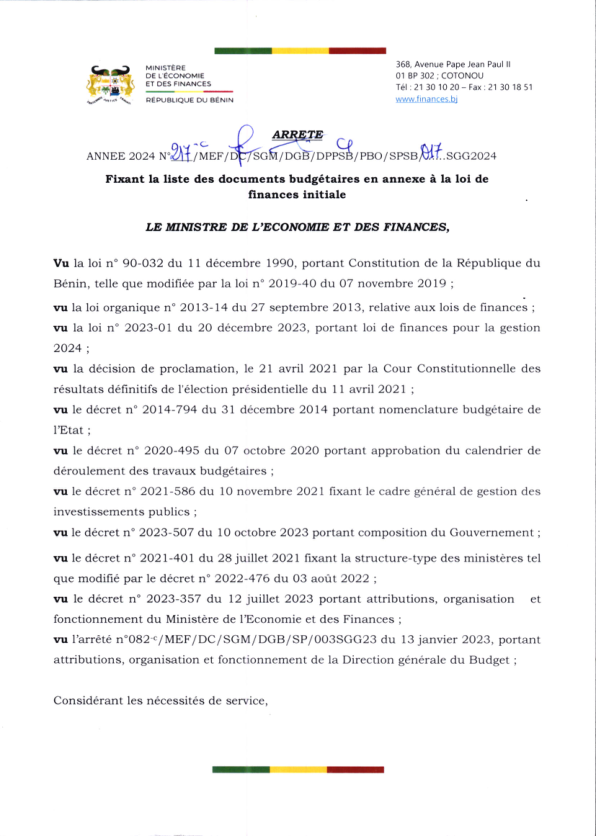 MINISTÈRE
DE L'ÉCONOMIE
ET DES FINANCES
RÉPUBLIQUE DU BÉNIN
368, Avenue Pape Jean Paul II
01 BP 302 ; COTONOU
Tél : 21 30 10 20 – Fax : 21 30 18 51
www.finances.bj
ARRETE
ANNEE 2024 N° 217-C/MEF/DC/SGM/DGB/DPPSB/PBO/SPSB/017..SGG2024
Fixant la liste des documents budgétaires en annexe à la loi de
finances initiale
LE MINISTRE DE L'ECONOMIE ET DES FINANCES,
Vu la loi n° 90-032 du 11 décembre 1990, portant Constitution de la République du
Bénin, telle que modifiée par la loi n° 2019-40 du 07 novembre 2019 ;
vu la loi organique n° 2013-14 du 27 septembre 2013, relative aux lois de finances ;
vu la loi n° 2023-01 du 20 décembre 2023, portant loi de finances pour la gestion
2024 ;
vu la décision de proclamation, le 21 avril 2021 par la Cour Constitutionnelle des
résultats définitifs de l'élection présidentielle du 11 avril 2021 ;
vu le décret n° 2014-794 du 31 décembre 2014 portant nomenclature budgétaire de
l'Etat ;
vu le décret n° 2020-495 du 07 octobre 2020 portant approbation du calendrier de
déroulement des travaux budgétaires ;
vu le décret n° 2021-586 du 10 novembre 2021 fixant le cadre général de gestion des
investissements publics ;
vu le décret n° 2023-507 du 10 octobre 2023 portant composition du Gouvernement ;
vu le décret n° 2021-401 du 28 juillet 2021 fixant la structure-type des ministères tel
que modifié par le décret n° 2022-476 du 03 août 2022 ;
vu le décret n° 2023-357 du 12 juillet 2023 portant attributions, organisation et
fonctionnement du Ministère de l'Economie et des Finances ;
vu l'arrêté n°082-c/MEF/DC/SGM/DGB/SP/003SGG23 du 13 janvier 2023, portant
attributions, organisation et fonctionnement de la Direction générale du Budget ;
Considérant les nécessités de service,